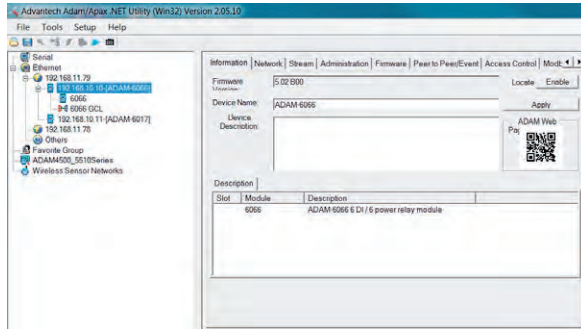 Advantech Adam/Apax .NET Utility (Win32) Version 2.05.10
File Tools Setup Help
Serial
Ethernet
192.168.11.79
192.168.10.10-[ADAM-6066]
6066
6066 GCL
192.168.10.11-[ADAM-6017]
192.168.11.78
Others
Favorite Group
ADAM4500_5510Series
Wireless Sensor Networks
Information Network Stream Administration Firmware Peer to Peer/Event Access Control Modb
Firmware 5.02 B00 Locate Enable
Device Name: ADAM-6066 Apply
Device Description: ADAM Web
Description
Slot Module Description
6066 ADAM-6066 6 DI / 6 power relay module